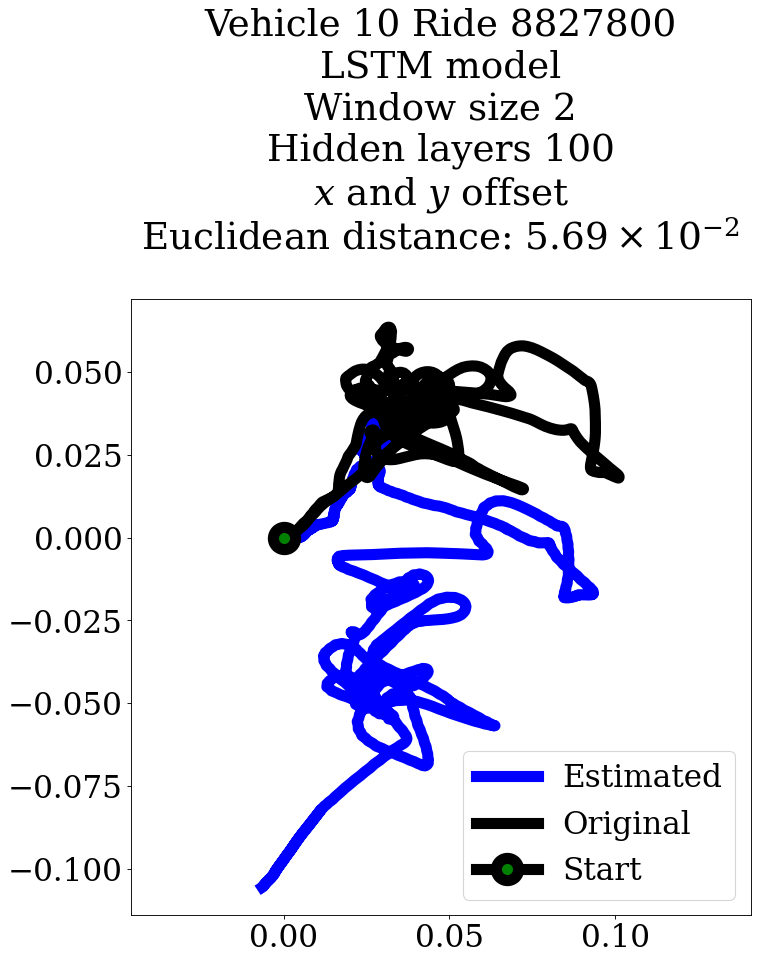 Vehicle 10 Ride 8827800
LSTM model
Window size 2
Hidden layers 100
x and y offset
Euclidean distance: 5.69 × 10⁻²
0.050
0.025
0.000
−0.025
−0.050
−0.075
−0.100
Estimated
Original
Start
0.00 0.05 0.10